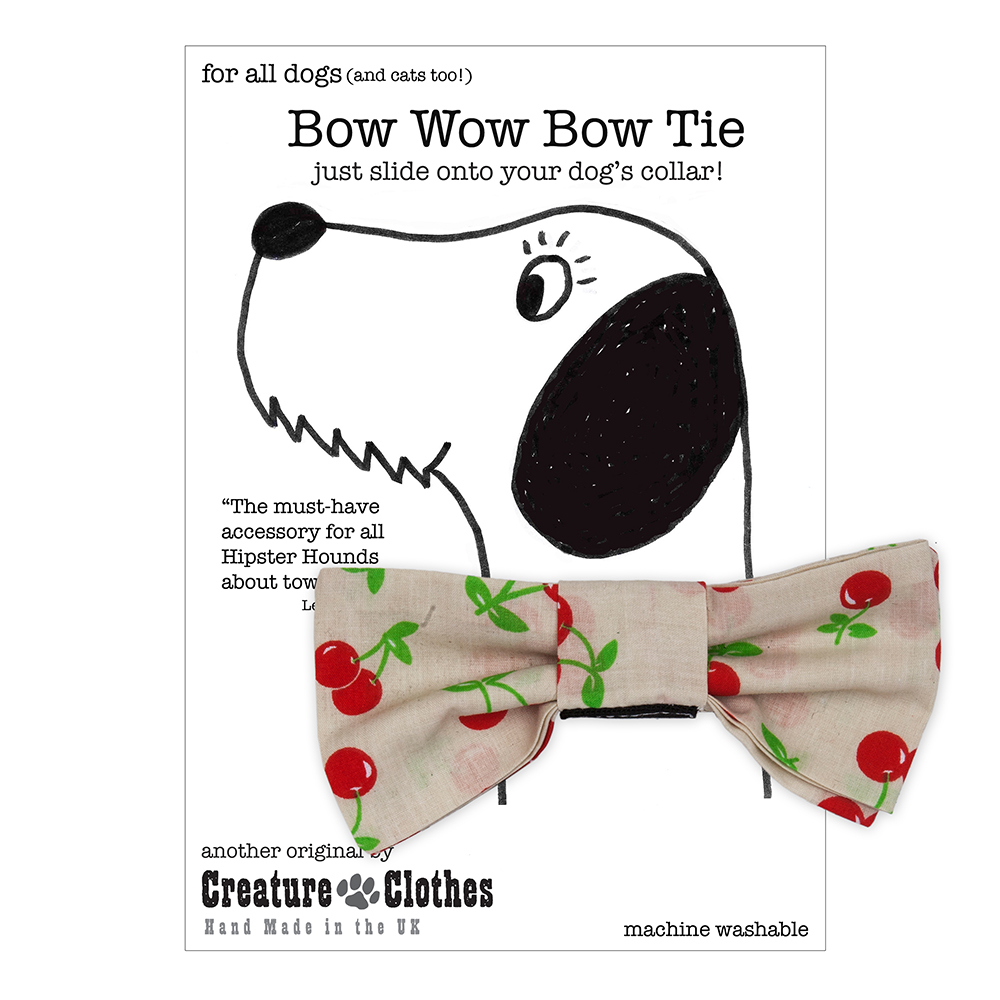 for all dogs (and cats too!)
Bow Wow Bow Tie
just slide onto your dog's collar!
“The must-have
accessory for all
Hipster Hounds
about
another original by
Creature Clothes
Hand Made in the UK
machine washable